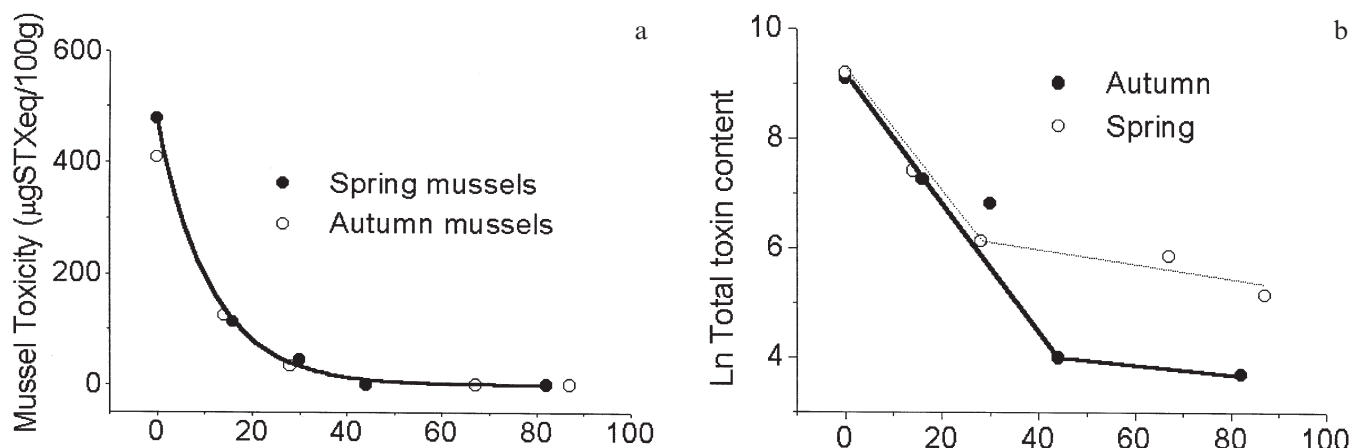 a
Mussel Toxicity (µgSTXeq/100g)
600
400
200
0
Spring mussels
Autumn mussels
0 20 40 60 80 100
b
Ln Total toxin content
10
8
6
4
Autumn
Spring
0 20 40 60 80 100